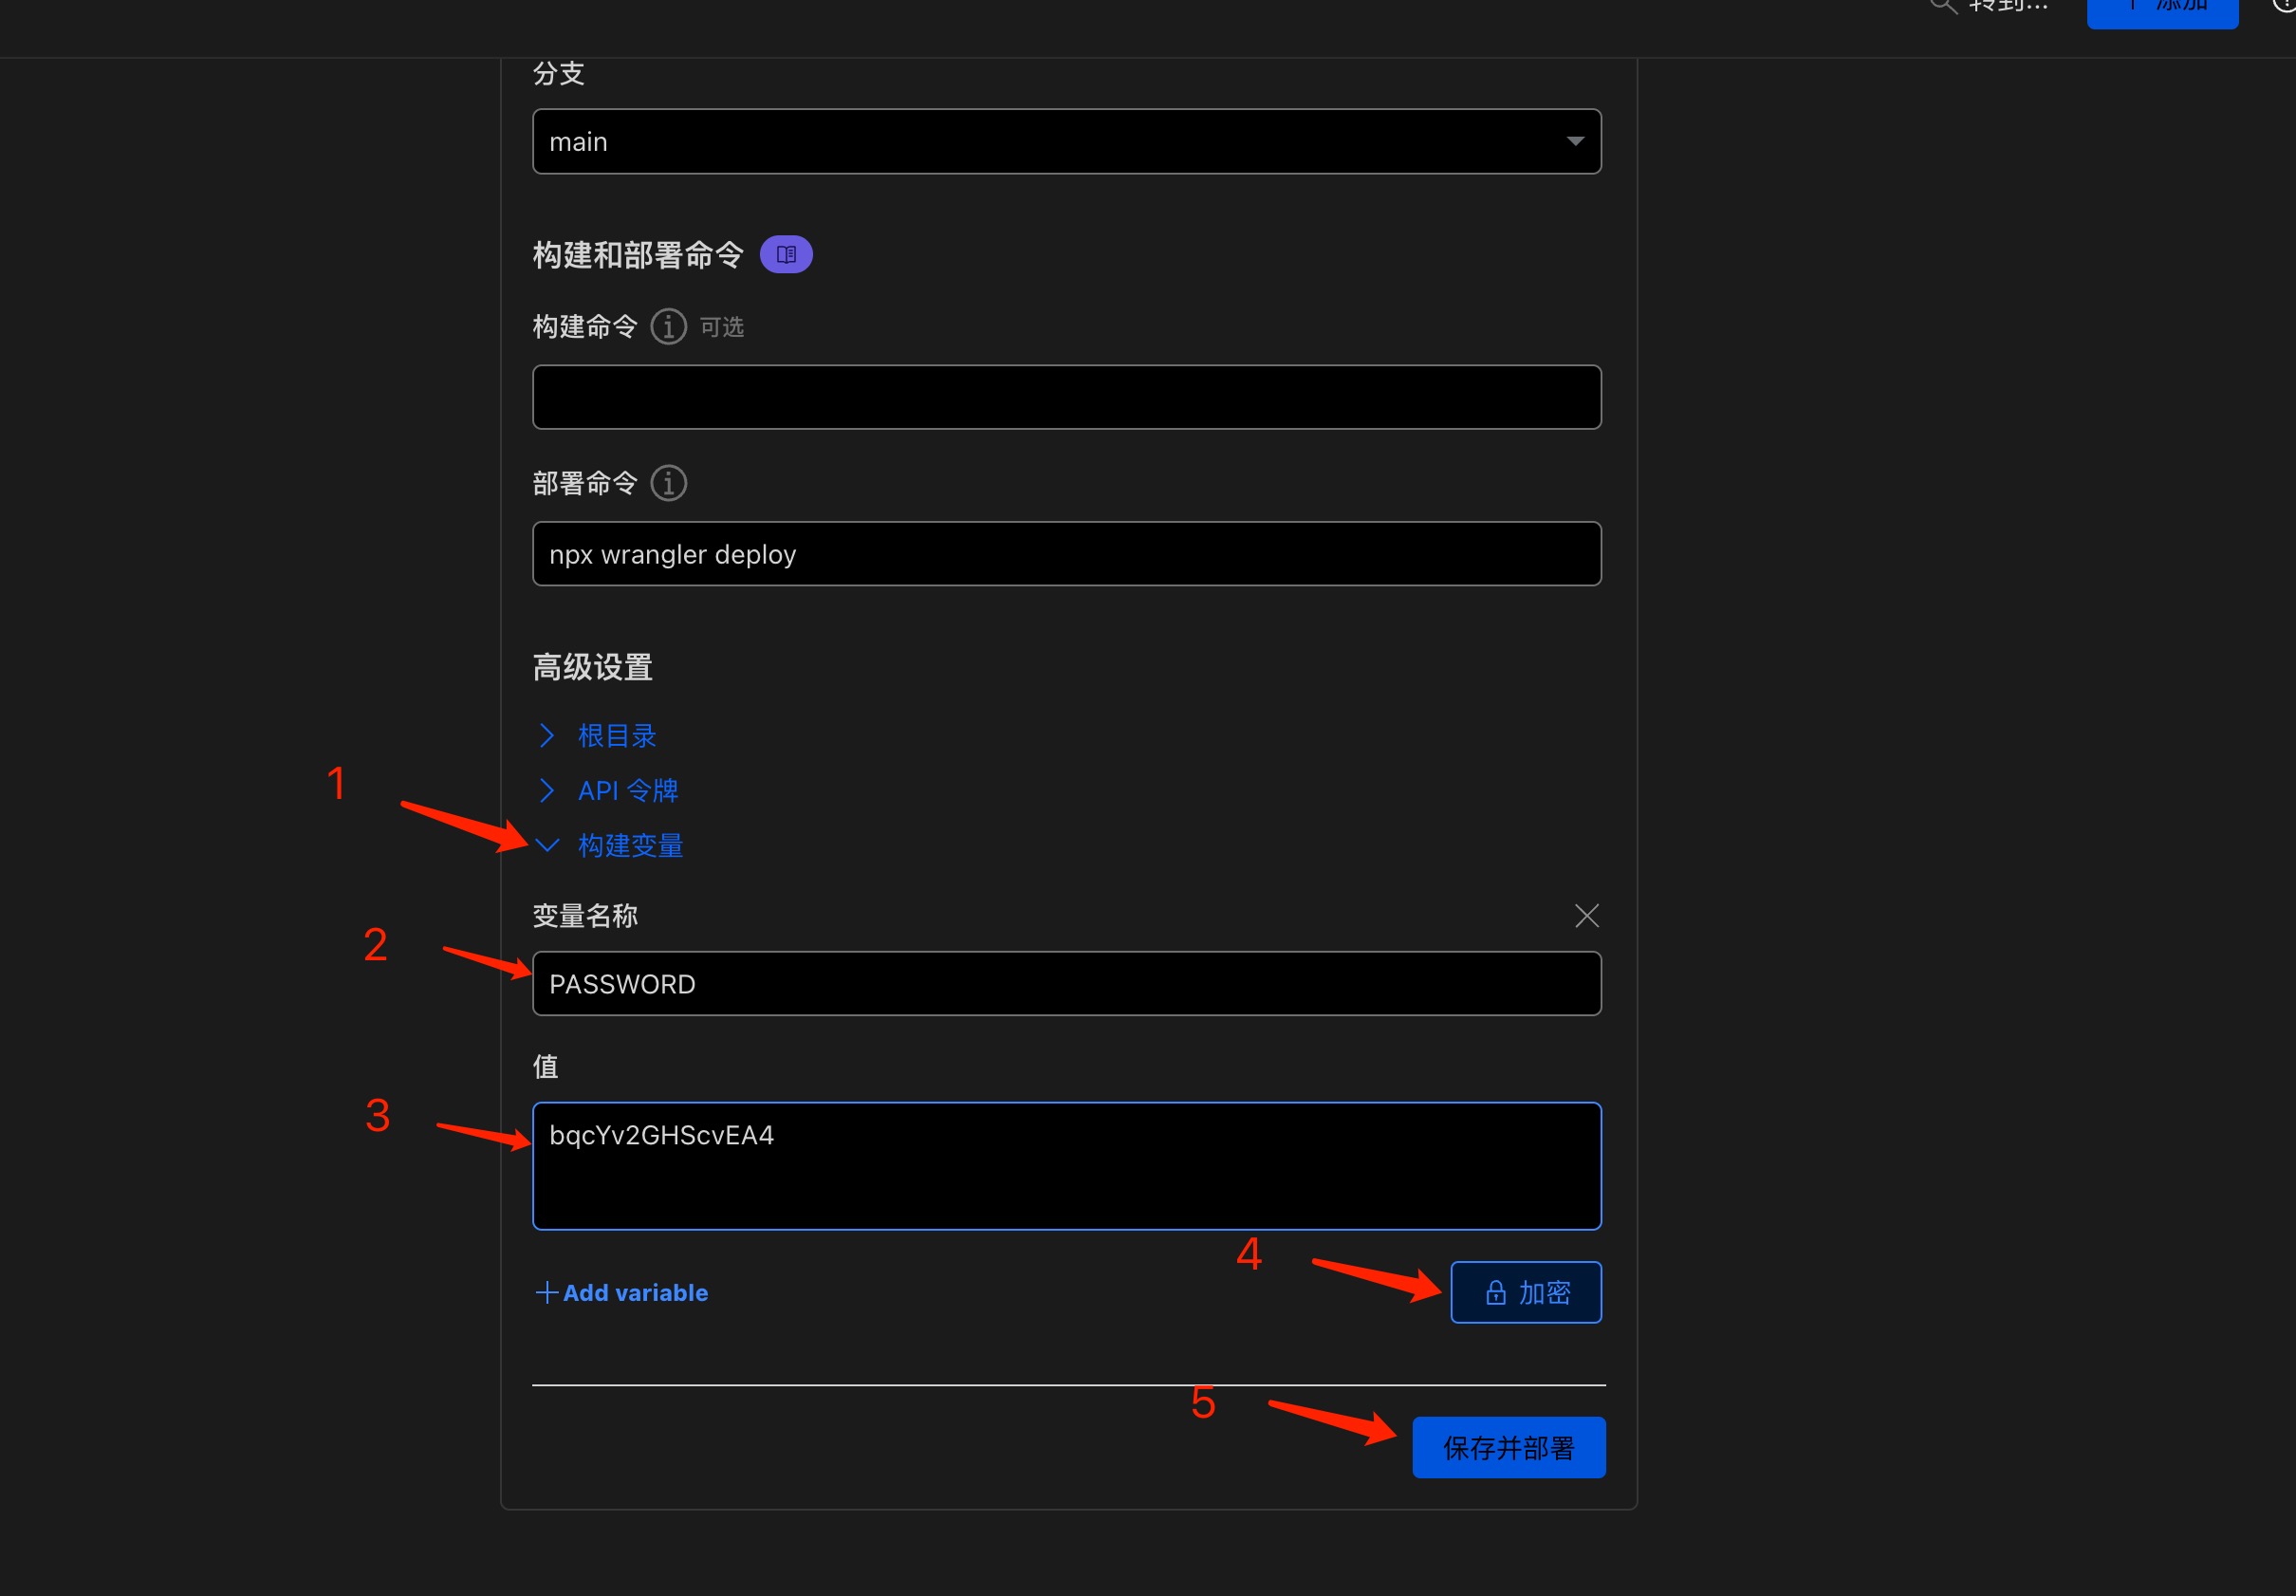 转到...
添加
分支
main
构建和部署命令
构建命令 可选
部署命令
npx wrangler deploy
高级设置
根目录
1
API 令牌
构建变量
变量名称
2
PASSWORD
值
3
bqcYv2GHScvEA4
4
Add variable
加密
5
保存并部署